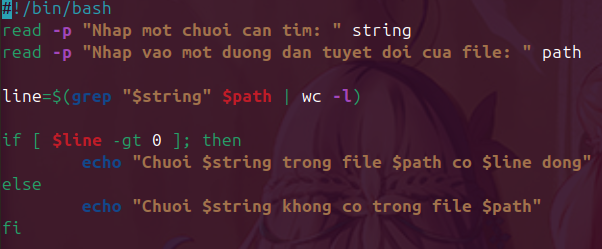 #!/bin/bash
read -p "Nhap mot chuoi can tim: " string
read -p "Nhap vao mot duong dan tuyet doi cua file: " path
line=$(grep "$string" $path | wc -l)
if [ $line -gt 0 ]; then
echo "Chuoi $string trong file $path co $line dong"
else
echo "Chuoi $string khong co trong file $path"
fi